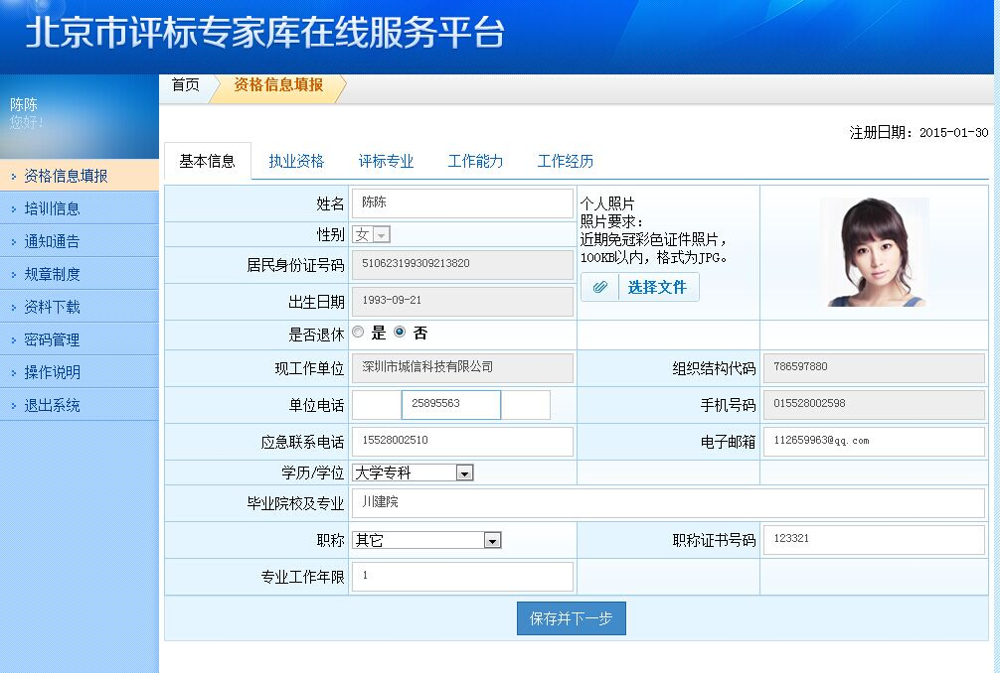 北京市评标专家库在线服务平台
陈陈
您好!
首页 资格信息填报
注册日期: 2015-01-30
资格信息填报
培训信息
通知通告
规章制度
资料下载
密码管理
操作说明
退出系统
基本信息 执业资格 评标专业 工作能力 工作经历
姓名 陈陈
个人照片
照片要求:
近期免冠彩色证件照片,
100KB以内, 格式为JPG。
选择文件
性别 女
居民身份证号码 510623199309213820
出生日期 1993-09-21
是否退休 是 否
现工作单位 深圳市城信科技有限公司 组织结构代码 786597880
单位电话 25895563 手机号码 015528002598
应急联系电话 15528002510 电子邮箱 112659963@qq.com
学历/学位 大学专科
毕业院校及专业 川建院
职称 其它 职称证书号码 123321
专业工作年限 1
保存并下一步